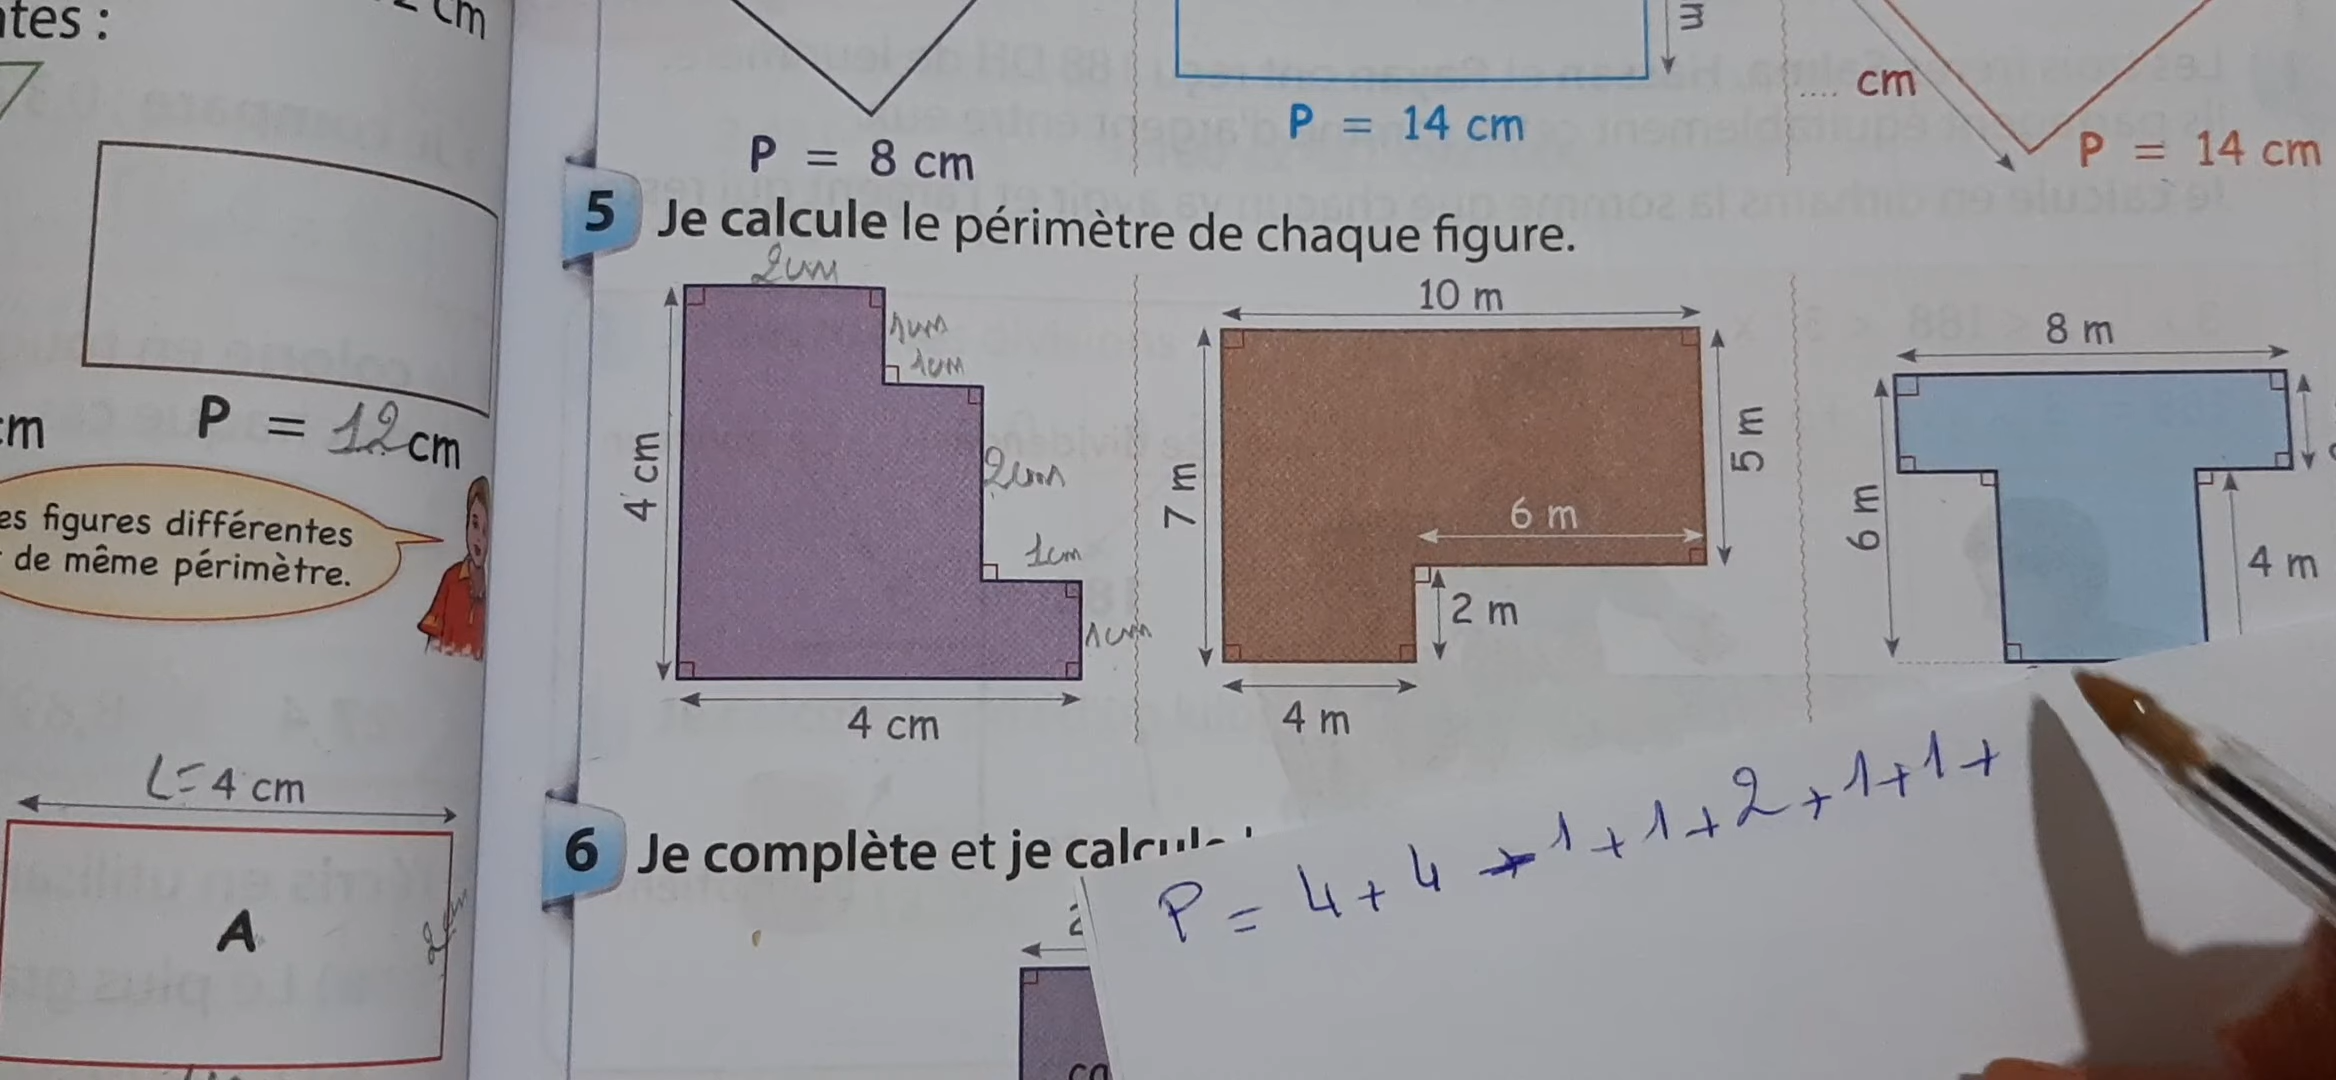 tes :
cm
P = 12 cm
cm
es figures différentes
de même périmètre.
L = 4 cm
A
2cm
P = 8 cm
P = 14 cm
.... cm
P = 14 cm
5 Je calcule le périmètre de chaque figure.
2cm
1cm
1cm
4 cm
2cm
1cm
1cm
4 cm
10 m
7 m
5 m
6 m
2 m
4 m
8 m
6 m
4 m
6 Je complète et je calcule
P = 4 + 4 + 1 + 1 + 2 + 1 + 1 +